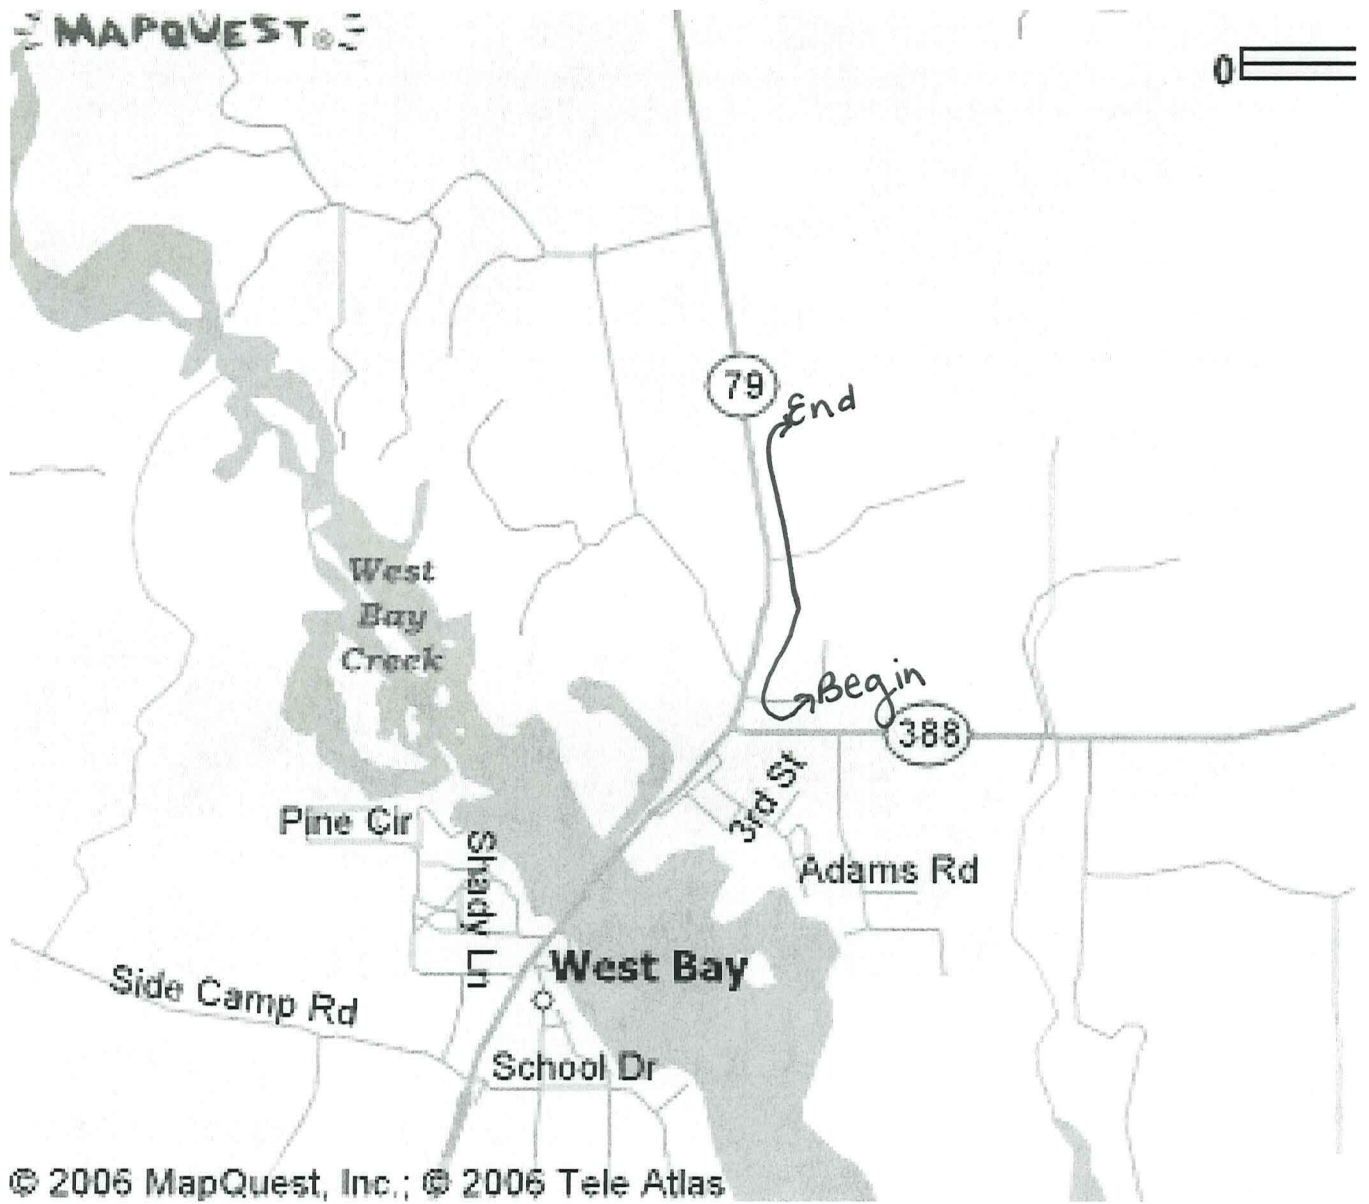 MAPQUEST®
0
79
End
West
Bay
Creek
Begin
388
3rd St
Pine Cir
Shady Ln
Adams Rd
West Bay
Side Camp Rd
School Dr
© 2006 MapQuest, Inc.; © 2006 Tele Atlas